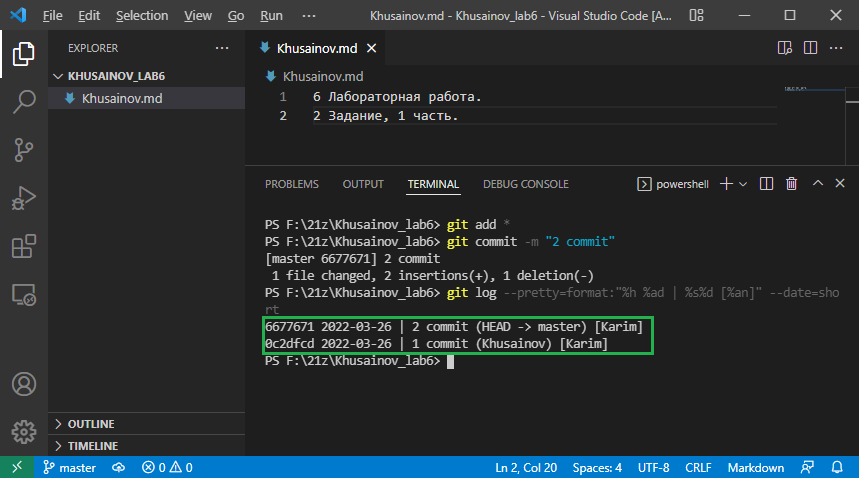 File Edit Selection View Go Run ··· Khusainov.md - Khusainov_lab6 - Visual Studio Code [A...
EXPLORER ···
KHUSAINOV_LAB6
Khusainov.md
Khusainov.md
Khusainov.md
1 6 Лабораторная работа.
2 2 Задание, 1 часть.
PROBLEMS OUTPUT TERMINAL DEBUG CONSOLE powershell
PS F:\21z\Khusainov_lab6> git add *
PS F:\21z\Khusainov_lab6> git commit -m "2 commit"
[master 6677671] 2 commit
1 file changed, 2 insertions(+), 1 deletion(-)
PS F:\21z\Khusainov_lab6> git log --pretty=format:"%h %ad | %s%d [%an]" --date=sho
rt
6677671 2022-03-26 | 2 commit (HEAD -> master) [Karim]
0c2dfcd 2022-03-26 | 1 commit (Khusainov) [Karim]
PS F:\21z\Khusainov_lab6>
OUTLINE
TIMELINE
master 0 0 Ln 2, Col 20 Spaces: 4 UTF-8 CRLF Markdown